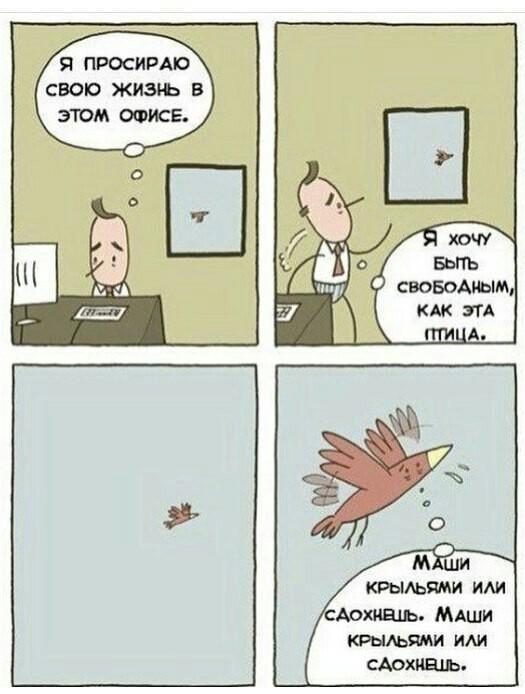 Я ПРОСИРАЮ
СВОЮ ЖИЗНЬ В
ЭТОМ ОФИСЕ.
Я ХОЧУ
БЫТЬ
СВОБОДНЫМ,
КАК ЭТА
ПТИЦА.
МАШИ
КРЫЛЬЯМИ ИЛИ
СДОХНЕШЬ. МАШИ
КРЫЛЬЯМИ ИЛИ
СДОХНЕШЬ.